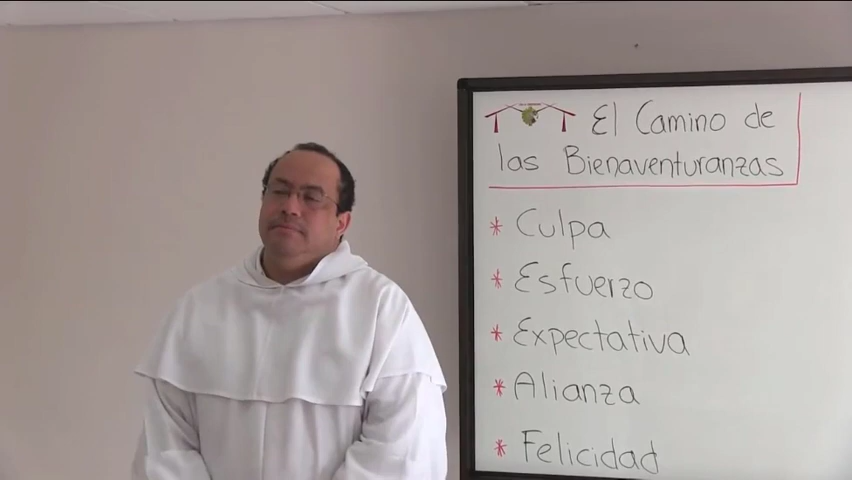 El Camino de
las Bienaventuranzas
* Culpa
* Esfuerzo
* Expectativa
* Alianza
* Felicidad